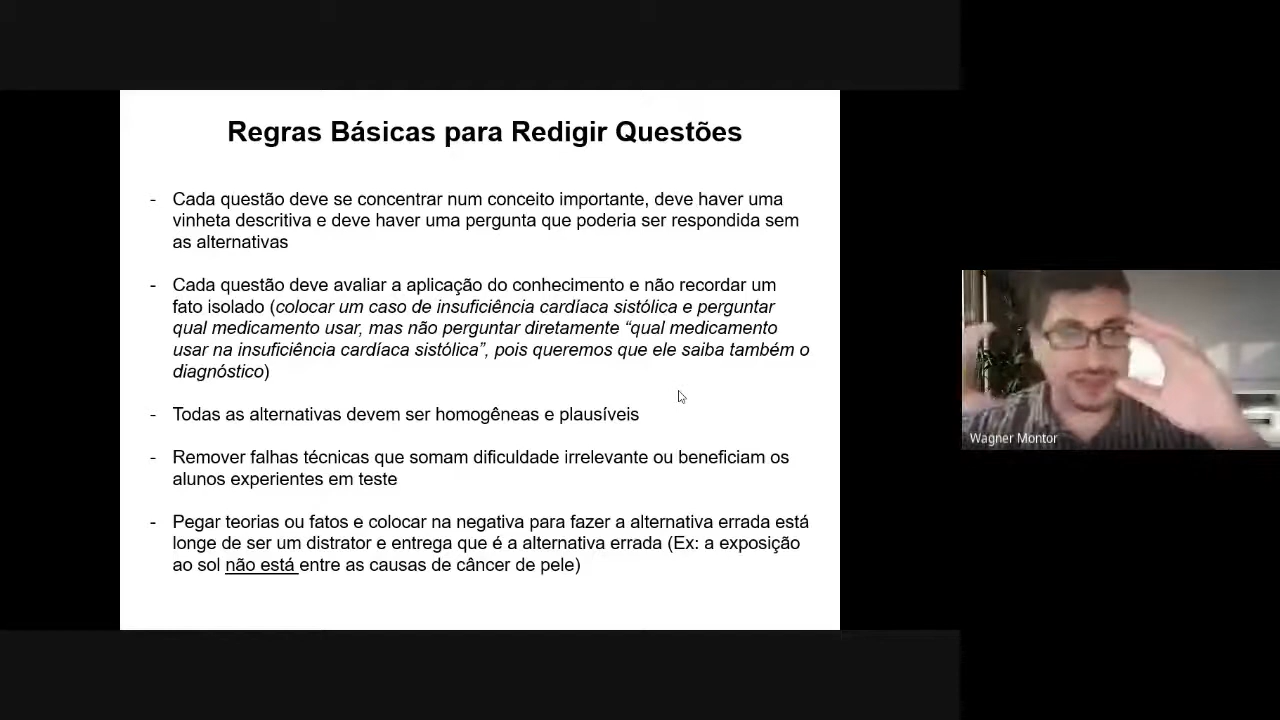 Regras Básicas para Redigir Questões
- Cada questão deve se concentrar num conceito importante, deve haver uma
vinheta descritiva e deve haver uma pergunta que poderia ser respondida sem
as alternativas
- Cada questão deve avaliar a aplicação do conhecimento e não recordar um
fato isolado (colocar um caso de insuficiência cardíaca sistólica e perguntar
qual medicamento usar, mas não perguntar diretamente “qual medicamento
usar na insuficiência cardíaca sistólica”, pois queremos que ele saiba também o
diagnóstico)
- Todas as alternativas devem ser homogêneas e plausíveis
- Remover falhas técnicas que somam dificuldade irrelevante ou beneficiam os
alunos experientes em teste
- Pegar teorias ou fatos e colocar na negativa para fazer a alternativa errada está
longe de ser um distrator e entrega que é a alternativa errada (Ex: a exposição
ao sol não está entre as causas de câncer de pele)
Wagner Montor